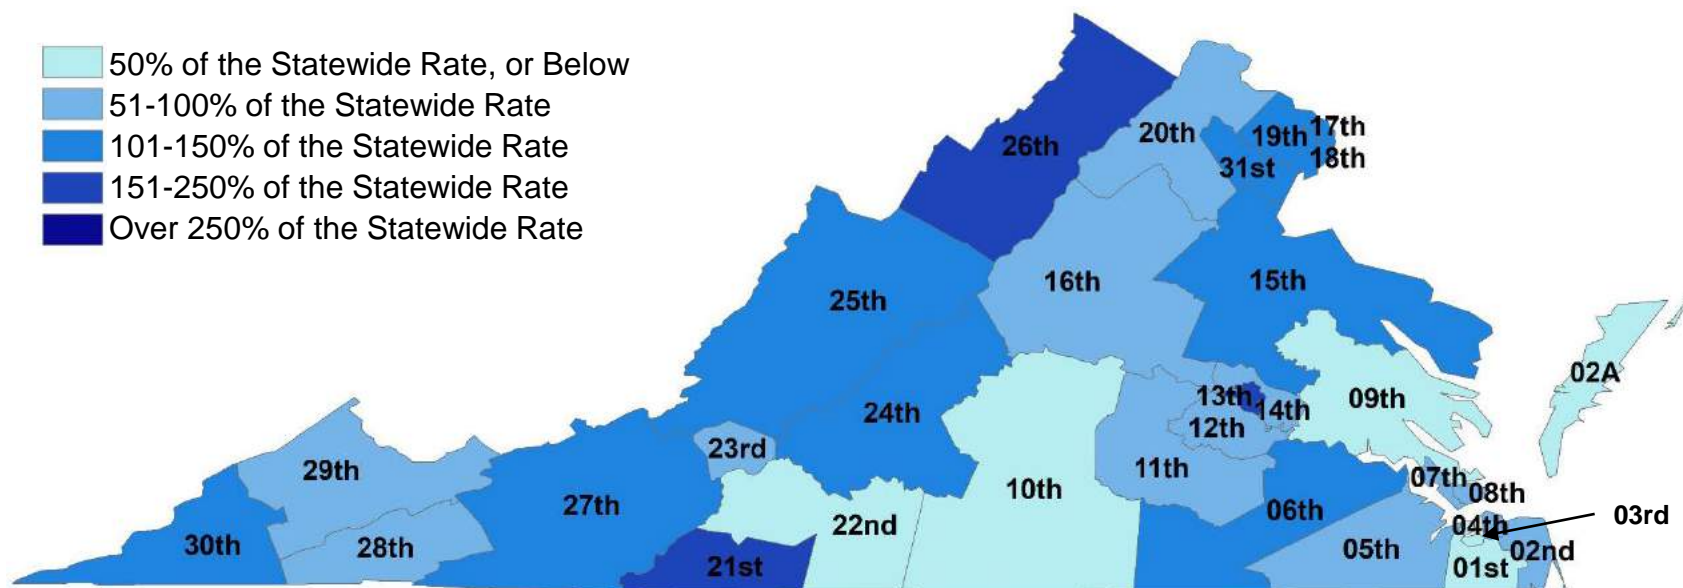 50% of the Statewide Rate, or Below
51-100% of the Statewide Rate
101-150% of the Statewide Rate
151-250% of the Statewide Rate
Over 250% of the Statewide Rate
26th
20th
19th
17th
18th
31st
16th
15th
25th
02A
24th
13th
14th
09th
12th
23rd
29th
11th
07th
10th
08th
27th
06th
03rd
22nd
04th
30th
28th
05th
02nd
21st
01st